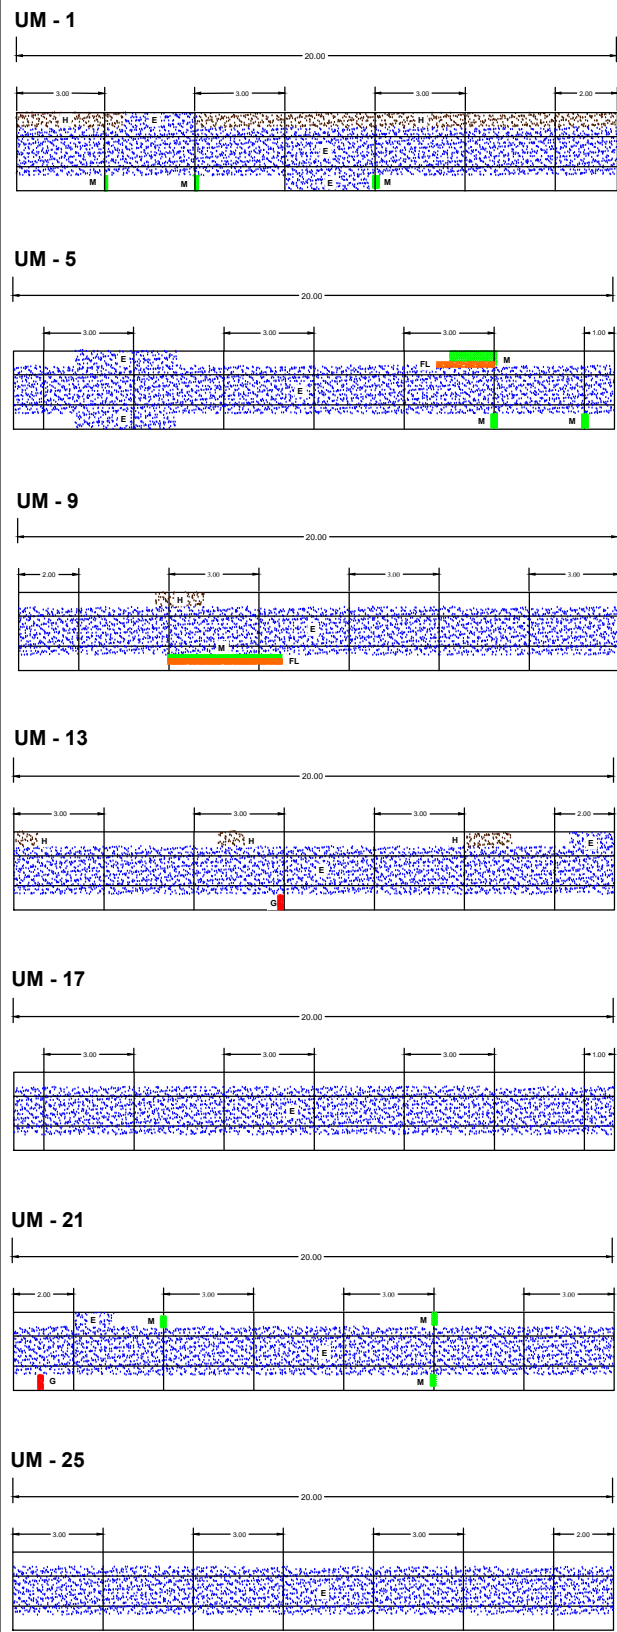 UM - 1
20.00
3.00 3.00 3.00 2.00
H E H
E
M M E M
UM - 5
20.00
3.00 3.00 3.00 1.00
E M
FL
E
E M M
UM - 9
20.00
2.00 3.00 3.00 3.00
H
E
M
FL
UM - 13
20.00
3.00 3.00 3.00 2.00
H H H E
E
G
UM - 17
20.00
3.00 3.00 3.00 1.00
E
UM - 21
20.00
2.00 3.00 3.00 3.00
E M M
E
G M
UM - 25
20.00
3.00 3.00 3.00 2.00
E